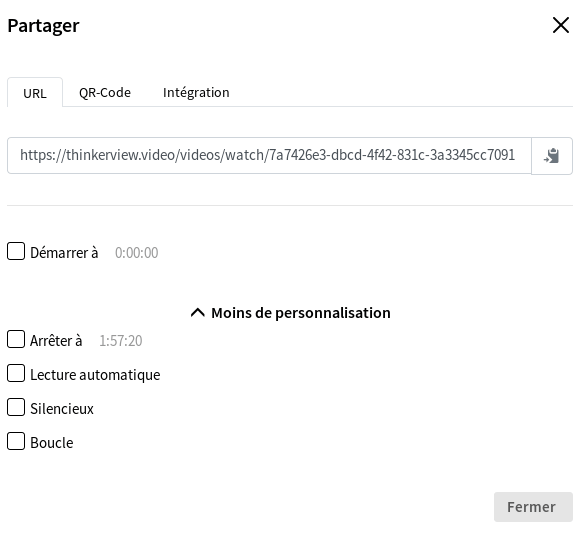 Partager
URL QR-Code Intégration
https://thinkerview.video/videos/watch/7a7426e3-dbcd-4f42-831c-3a3345cc7091
Démarrer à 0:00:00
Moins de personnalisation
Arrêter à 1:57:20
Lecture automatique
Silencieux
Boucle
Fermer